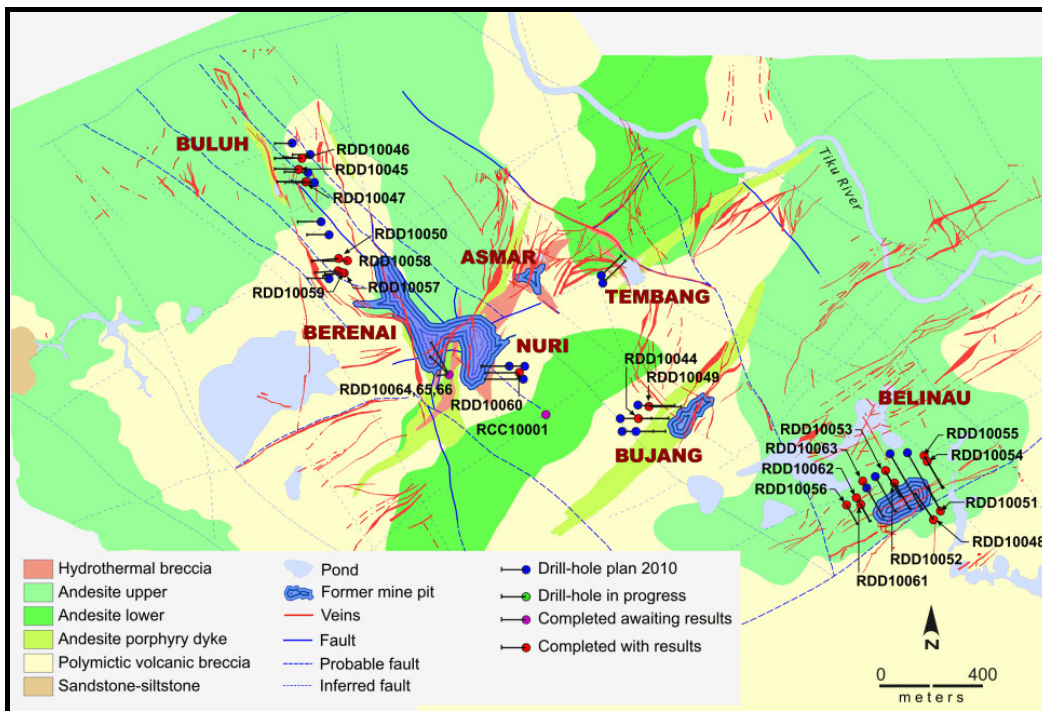 BULUH
RDD10046
RDD10045
RDD10047
Tiku River
RDD10050
RDD10058
RDD10059
RDD10057
ASMAR
TEMBANG
BERENAI
NURI
RDD10044
RDD10049
RDD10064,65,66
RDD10060
RCC10001
BUJANG
BELINAU
RDD10053
RDD10063
RDD10062
RDD10056
RDD10055
RDD10054
RDD10051
RDD10048
RDD10052
RDD10061
Hydrothermal breccia
Andesite upper
Andesite lower
Andesite porphyry dyke
Polymictic volcanic breccia
Sandstone-siltstone
Pond
Former mine pit
Veins
Fault
Probable fault
Inferred fault
Drill-hole plan 2010
Drill-hole in progress
Completed awaiting results
Completed with results
N
0 400
meters